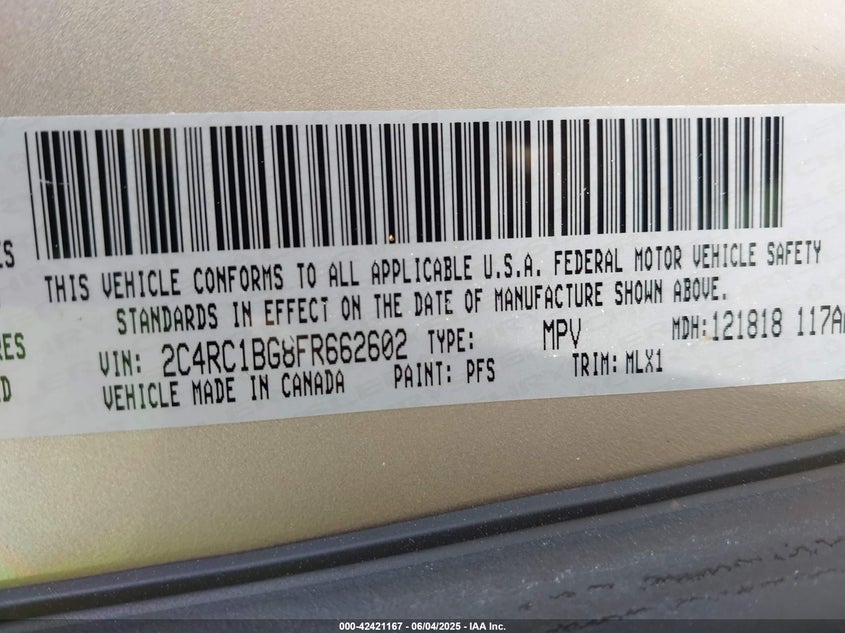 ES
THIS VEHICLE CONFORMS TO ALL APPLICABLE U.S.A. FEDERAL MOTOR VEHICLE SAFETY
STANDARDS IN EFFECT ON THE DATE OF MANUFACTURE SHOWN ABOVE.
RES
VIN: 2C4RC1BG8FR662602 TYPE: MPV MDH: 121818 117A
D
VEHICLE MADE IN CANADA PAINT: PFS TRIM: MLX1
000-42421167 - 06/04/2025 - IAA Inc.